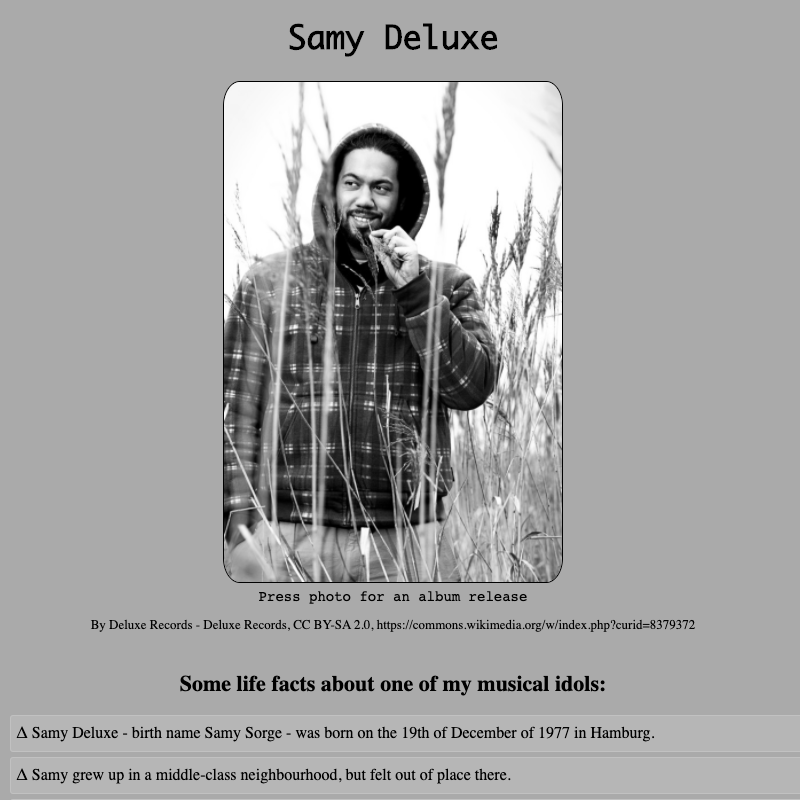 Samy Deluxe
Press photo for an album release
By Deluxe Records - Deluxe Records, CC BY-SA 2.0, https://commons.wikimedia.org/w/index.php?curid=8379372
Some life facts about one of my musical idols:
Δ Samy Deluxe - birth name Samy Sorge - was born on the 19th of December of 1977 in Hamburg.
Δ Samy grew up in a middle-class neighbourhood, but felt out of place there.